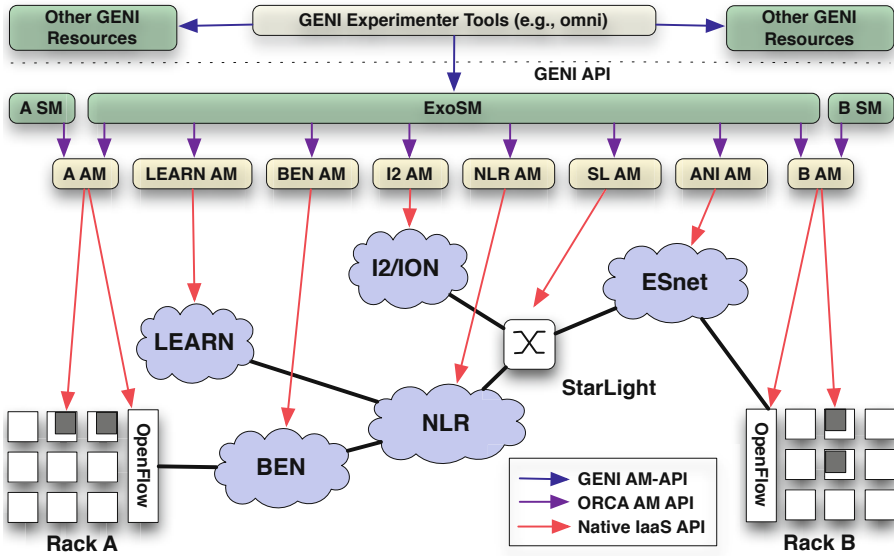 Other GENI
Resources
GENI Experimenter Tools (e.g., omni)
Other GENI
Resources
GENI API
A SM
ExoSM
B SM
A AM
LEARN AM
BEN AM
I2 AM
NLR AM
SL AM
ANI AM
B AM
I2/ION
ESnet
LEARN
StarLight
NLR
BEN
OpenFlow
OpenFlow
GENI AM-API
ORCA AM API
Native IaaS API
Rack A
Rack B